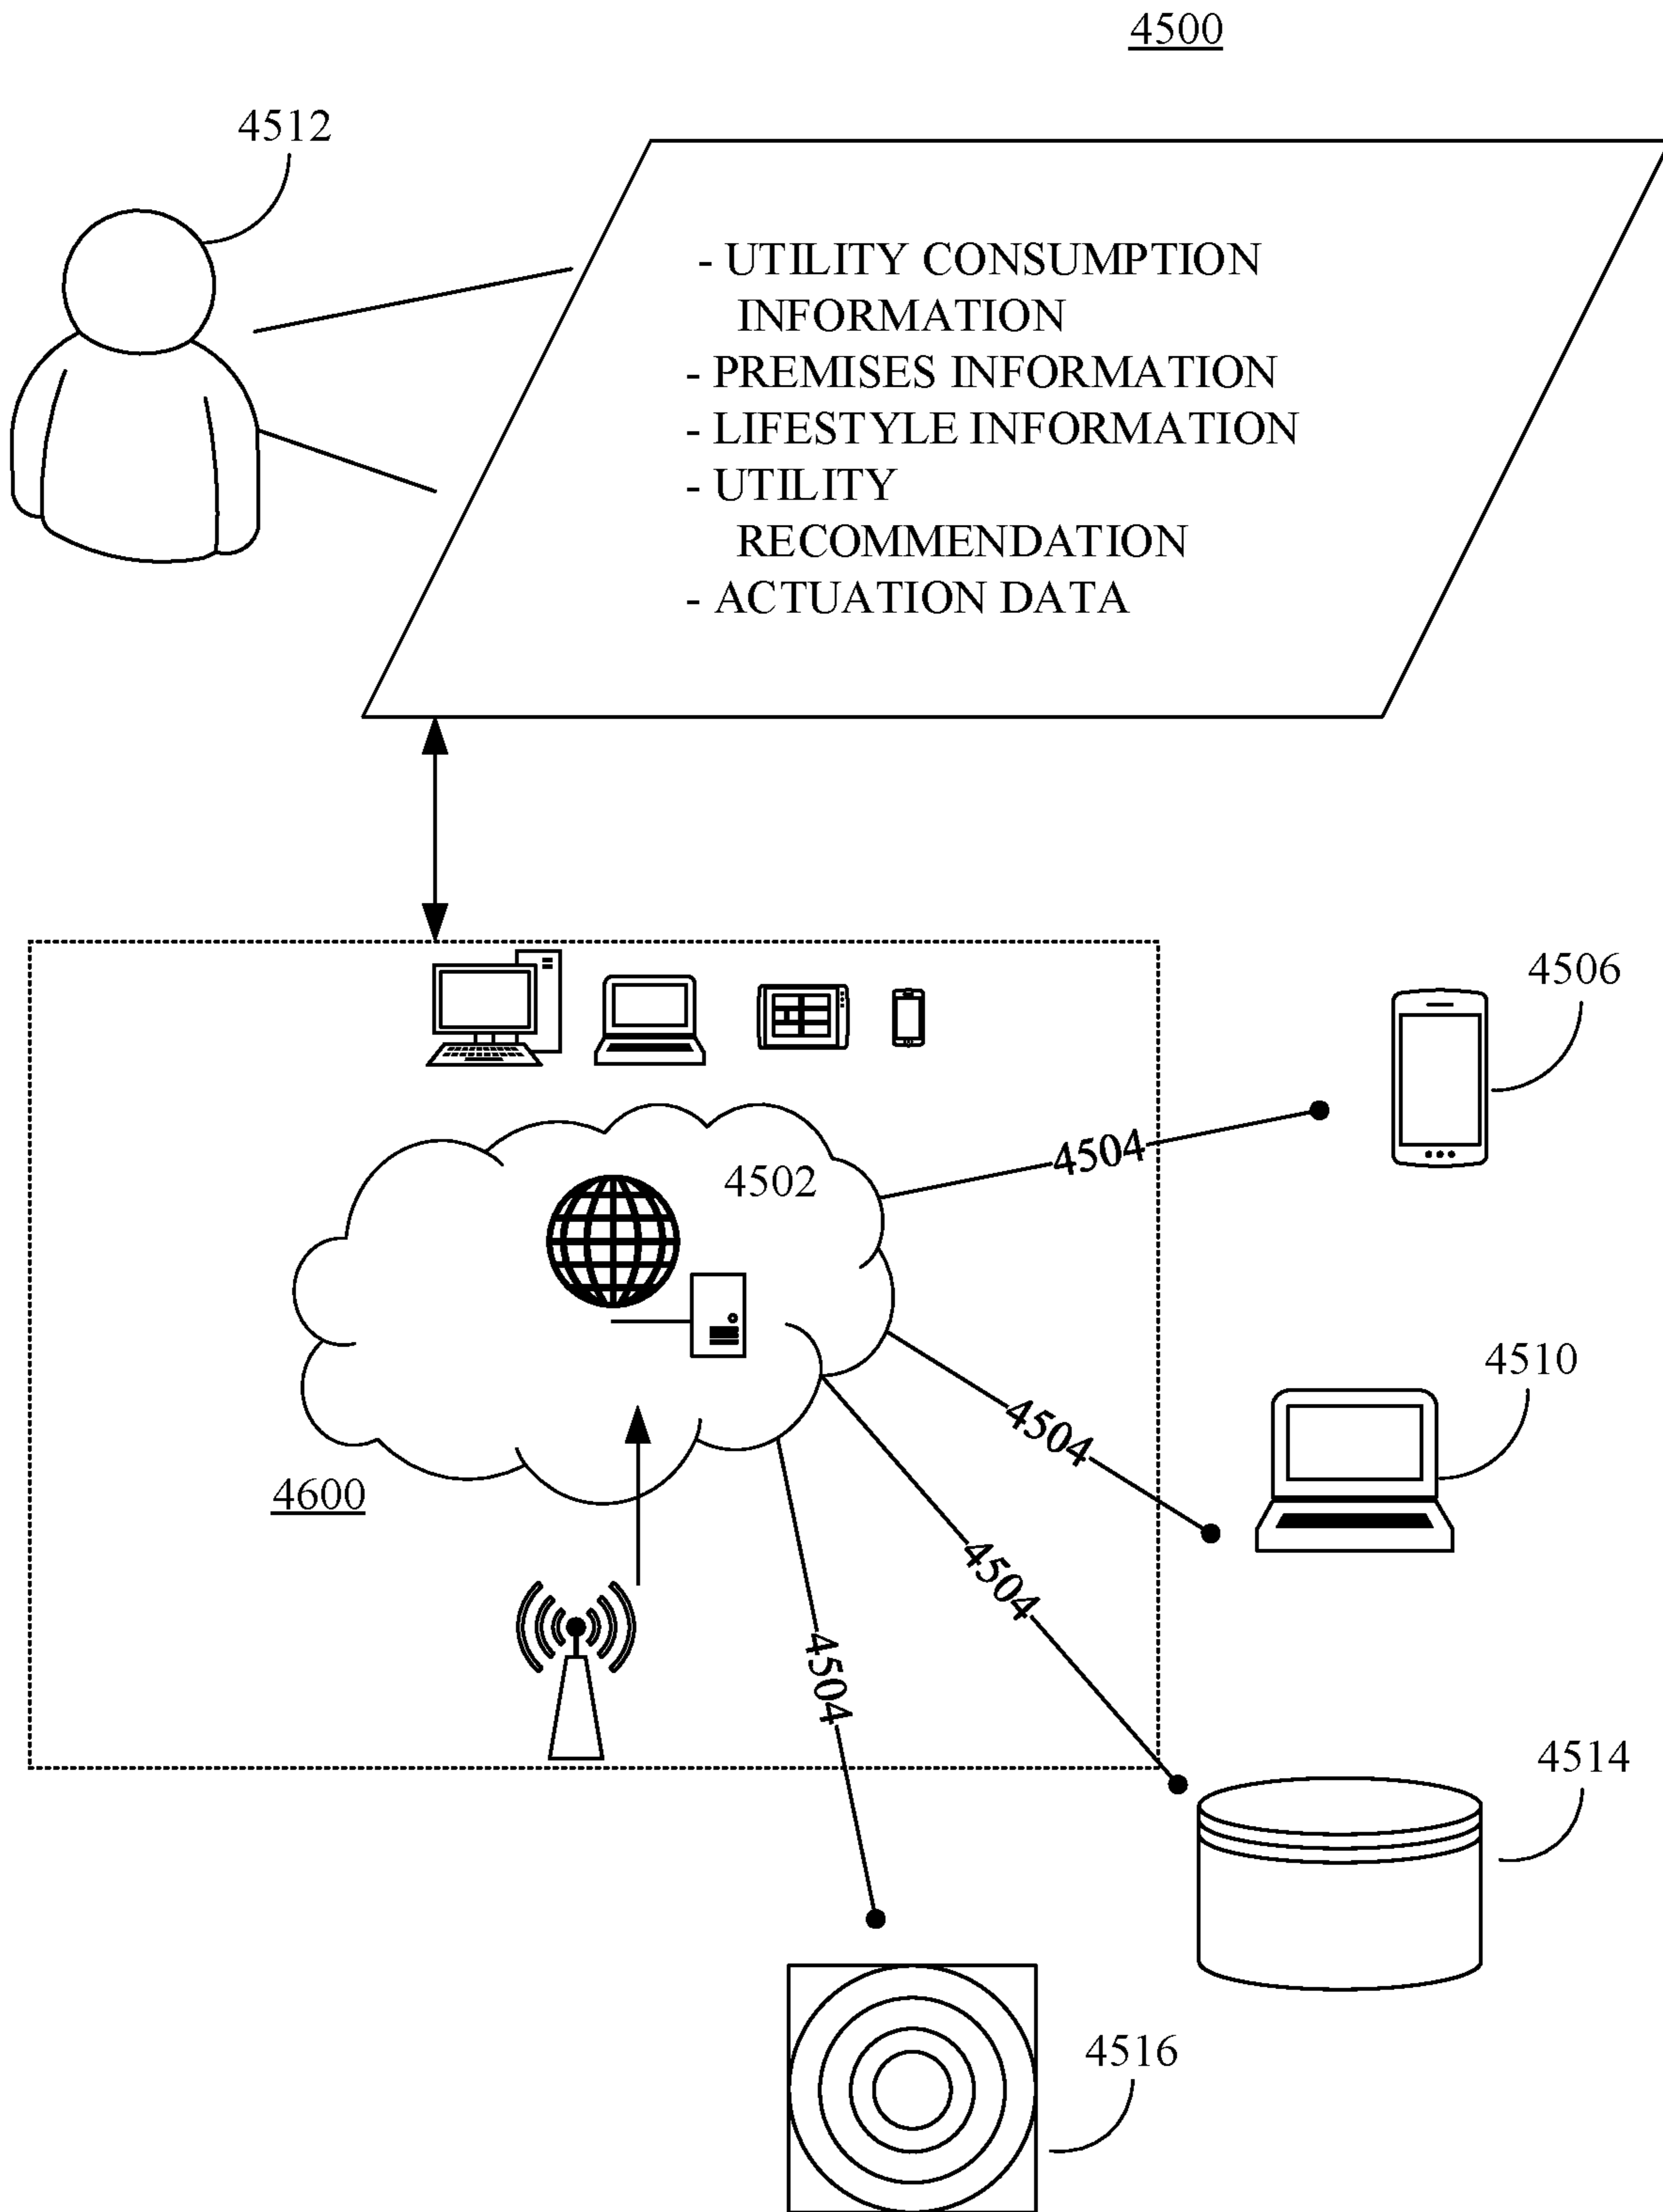 4500
4512
- UTILITY CONSUMPTION
INFORMATION
- PREMISES INFORMATION
- LIFESTYLE INFORMATION
- UTILITY
RECOMMENDATION
- ACTUATION DATA
4506
4504
4502
4510
4504
4600
4504
4504
4514
4516